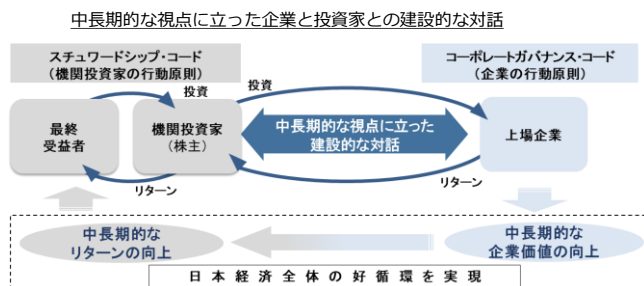 中長期的な視点に立った企業と投資家との建設的な対話
スチュワードシップ・コード
（機関投資家の行動原則）
コーポレートガバナンス・コード
（企業の行動原則）
投資
投資
最終
受益者
機関投資家
（株主）
中長期的な視点に立った
建設的な対話
上場企業
リターン
リターン
中長期的な
リターンの向上
中長期的な
企業価値の向上
日本経済全体の好循環を実現